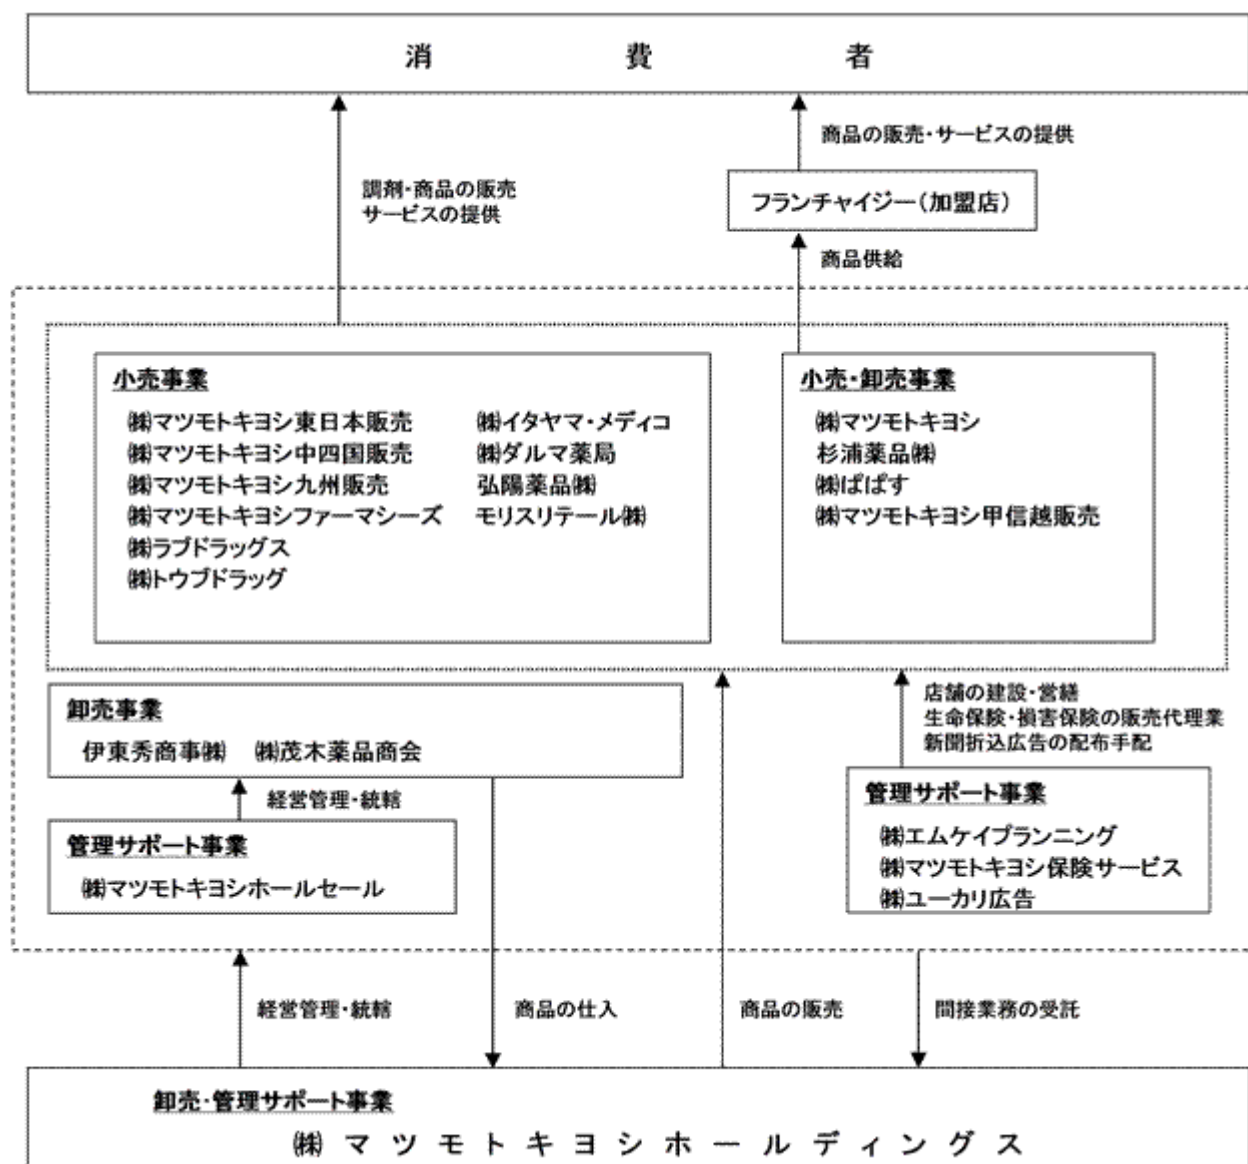 消費者
商品の販売・サービスの提供
調剤・商品の販売
サービスの提供
フランチャイジー(加盟店)
商品供給
小売事業
㈱マツモトキヨシ東日本販売
㈱マツモトキヨシ中四国販売
㈱マツモトキヨシ九州販売
㈱マツモトキヨシファーマシーズ
㈱ラブドラッグス
㈱トウブドラッグ
㈱イタヤマ・メディコ
㈱ダルマ薬局
弘陽薬品㈱
モリスリテール㈱
小売・卸売事業
㈱マツモトキヨシ
杉浦薬品㈱
㈱ぱぱす
㈱マツモトキヨシ甲信越販売
卸売事業
伊東秀商事㈱ ㈱茂木薬品商会
経営管理・統轄
管理サポート事業
㈱マツモトキヨシホールセール
店舗の建設・営繕
生命保険・損害保険の販売代理業
新聞折込広告の配布手配
管理サポート事業
㈱エムケイプランニング
㈱マツモトキヨシ保険サービス
㈱ユーカリ広告
経営管理・統轄
商品の仕入
商品の販売
間接業務の受託
卸売・管理サポート事業
㈱マツモトキヨシホールディングス